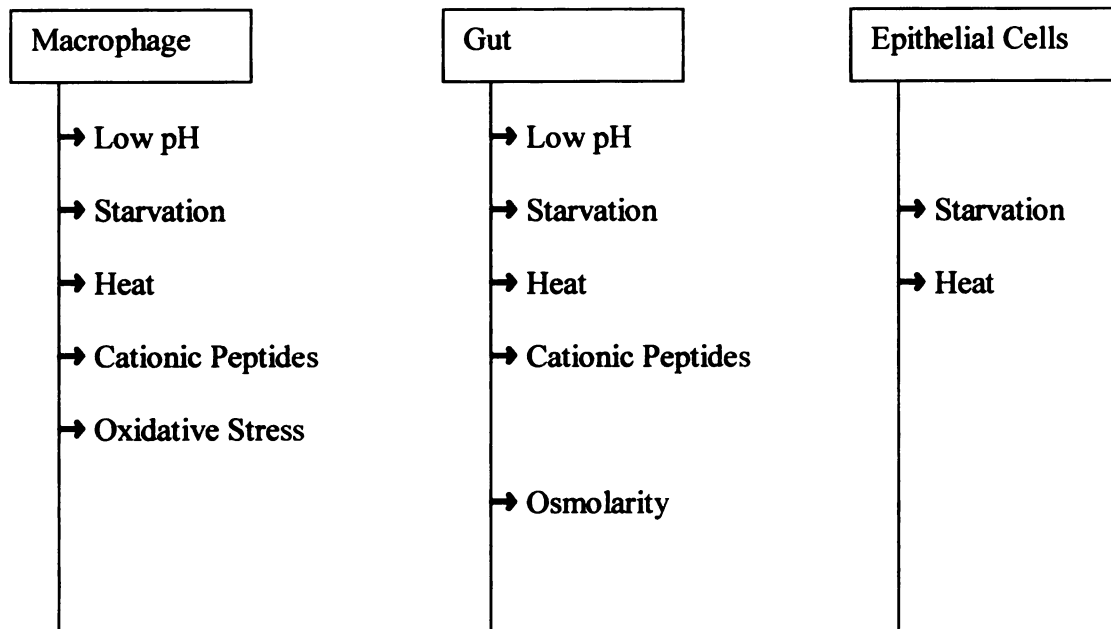 Macrophage
Low pH
Starvation
Heat
Cationic Peptides
Oxidative Stress
Gut
Low pH
Starvation
Heat
Cationic Peptides
Osmolarity
Epithelial Cells
Starvation
Heat